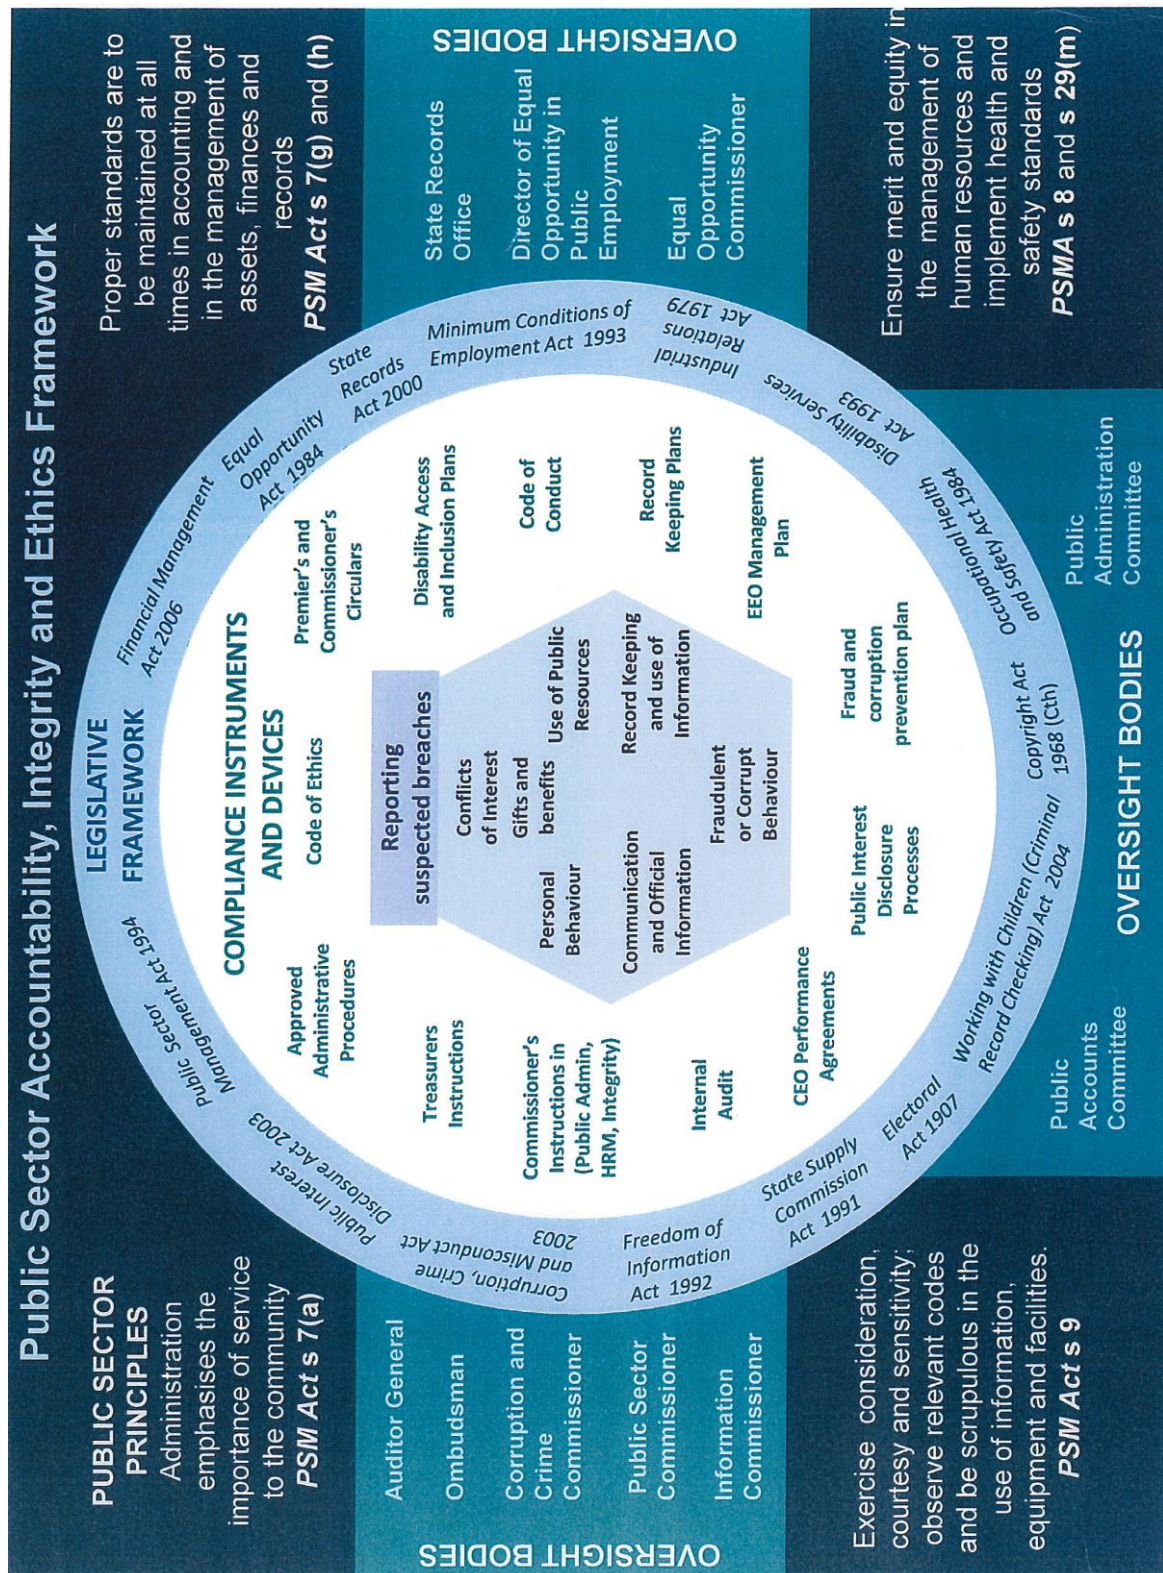 Public Sector Accountability, Integrity and Ethics Framework
PUBLIC SECTOR
PRINCIPLES
Administration
emphasises the
importance of service
to the community
PSM Act s 7(a)
Proper standards are to
be maintained at all
times in accounting and
in the management of
assets, finances and
records
PSM Act s 7(g) and (h)
OVERSIGHT BODIES
Auditor General
Ombudsman
Corruption and
Crime
Commissioner
Public Sector
Commissioner
Information
Commissioner
LEGISLATIVE
FRAMEWORK
Public Sector
Management Act 1994
Financial Management
Act 2006
Equal
Opportunity
Act 1984
State
Records
Act 2000
Minimum Conditions of
Employment Act 1993
Industrial
Relations
Act 1979
Disability Services
Act 1993
Occupational Health
and Safety Act 1984
Copyright Act
1968 (Cth)
Working with Children (Criminal
Record Checking) Act 2004
Electoral
Act 1907
State Supply
Commission
Act 1991
Freedom of
Information
Act 1992
Corruption, Crime
and Misconduct Act
2003
Public Interest
Disclosure Act 2003
COMPLIANCE INSTRUMENTS
AND DEVICES
Approved
Administrative
Procedures
Code of Ethics
Premier's and
Commissioner's
Circulars
Treasurers
Instructions
Disability Access
and Inclusion Plans
Commissioner's
Instructions in
(Public Admin,
HRM, Integrity)
Code of
Conduct
Internal
Audit
Record
Keeping Plans
CEO Performance
Agreements
EEO Management
Plan
Public Interest
Disclosure
Processes
Fraud and
corruption
prevention plan
Reporting
suspected breaches
Conflicts
of Interest
Gifts and
benefits
Personal
Behaviour
Use of Public
Resources
Communication
and Official
Information
Record Keeping
and use of
Information
Fraudulent
or Corrupt
Behaviour
State Records
Office
Director of Equal
Opportunity in
Public
Employment
Equal
Opportunity
Commissioner
OVERSIGHT BODIES
Exercise consideration,
courtesy and sensitivity;
observe relevant codes
and be scrupulous in the
use of information,
equipment and facilities.
PSM Act s 9
Public
Accounts
Committee
Public
Administration
Committee
OVERSIGHT BODIES
Ensure merit and equity in
the management of
human resources and
implement health and
safety standards
PSMA s 8 and s 29(m)